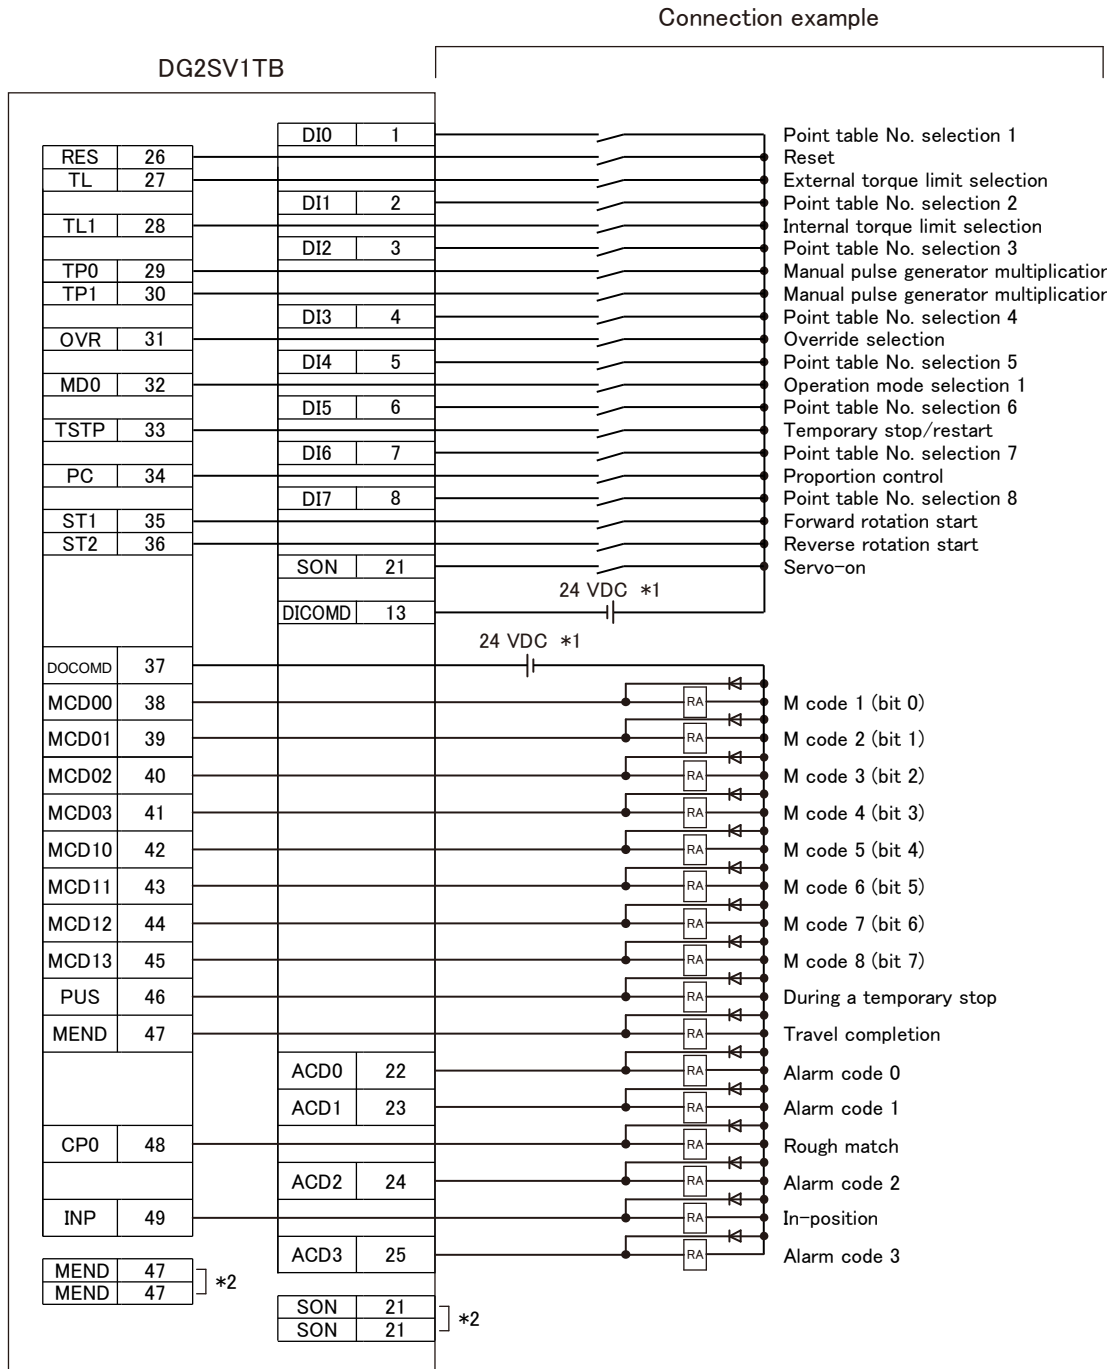 Connection example
DG2SV1TB
DI0 1 Point table No. selection 1
RES 26 Reset
TL 27 External torque limit selection
DI1 2 Point table No. selection 2
TL1 28 Internal torque limit selection
DI2 3 Point table No. selection 3
TP0 29 Manual pulse generator multiplication
TP1 30 Manual pulse generator multiplication
DI3 4 Point table No. selection 4
OVR 31 Override selection
DI4 5 Point table No. selection 5
MD0 32 Operation mode selection 1
DI5 6 Point table No. selection 6
TSTP 33 Temporary stop/restart
DI6 7 Point table No. selection 7
PC 34 Proportion control
DI7 8 Point table No. selection 8
ST1 35 Forward rotation start
ST2 36 Reverse rotation start
SON 21 Servo-on
24 VDC *1
DICOMD 13
24 VDC *1
DOCOMD 37
MCD00 38 RA M code 1 (bit 0)
MCD01 39 RA M code 2 (bit 1)
MCD02 40 RA M code 3 (bit 2)
MCD03 41 RA M code 4 (bit 3)
MCD10 42 RA M code 5 (bit 4)
MCD11 43 RA M code 6 (bit 5)
MCD12 44 RA M code 7 (bit 6)
MCD13 45 RA M code 8 (bit 7)
PUS 46 RA During a temporary stop
MEND 47 RA Travel completion
ACD0 22 RA Alarm code 0
ACD1 23 RA Alarm code 1
CP0 48 RA Rough match
ACD2 24 RA Alarm code 2
INP 49 RA In-position
ACD3 25 RA Alarm code 3
MEND 47
MEND 47
*2
SON 21
SON 21
*2